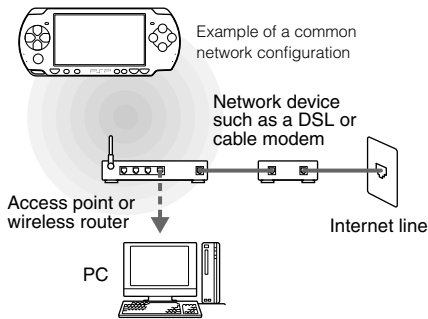 Example of a common
network configuration
PSP
Network device
such as a DSL or
cable modem
Access point or
wireless router
Internet line
PC